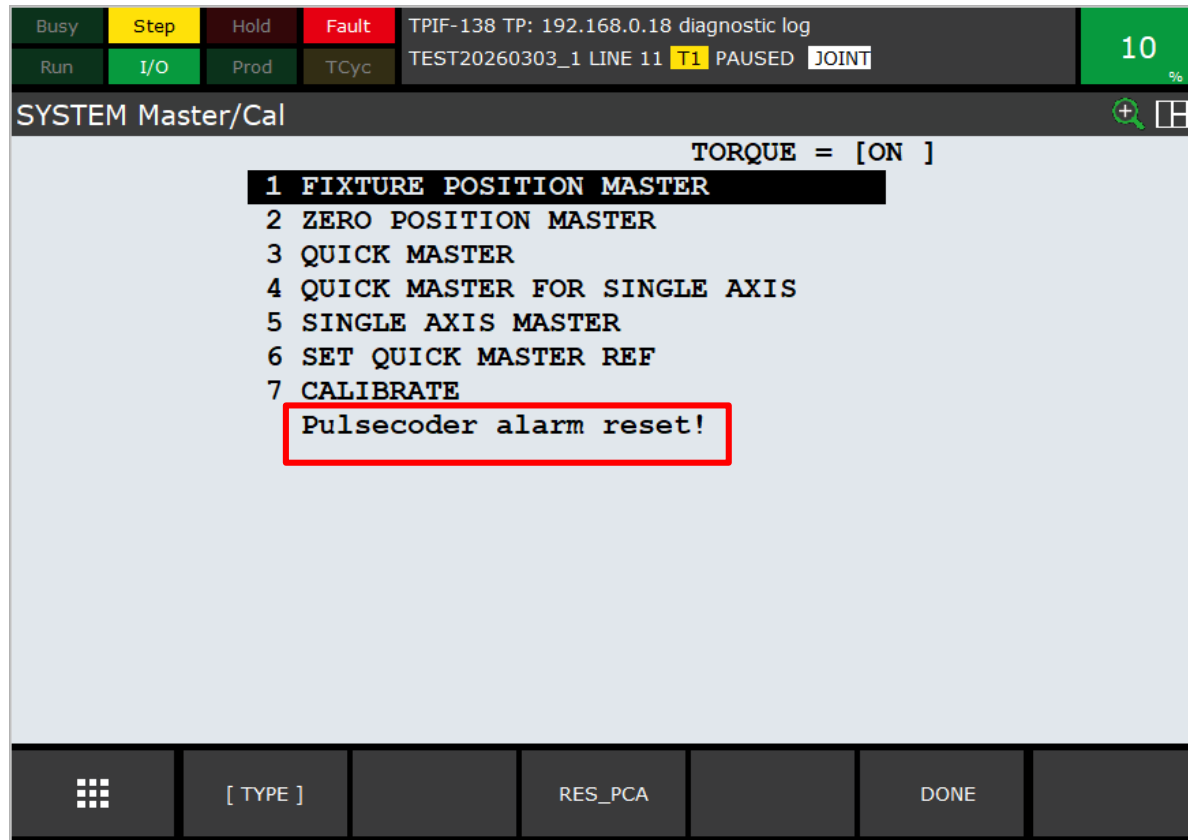 Busy Step Hold Fault TPIF-138 TP: 192.168.0.18 diagnostic log
Run I/O Prod TCyc TEST20260303_1 LINE 11 T1 PAUSED JOINT
10 %
SYSTEM Master/Cal
TORQUE = [ON ]
1 FIXTURE POSITION MASTER
2 ZERO POSITION MASTER
3 QUICK MASTER
4 QUICK MASTER FOR SINGLE AXIS
5 SINGLE AXIS MASTER
6 SET QUICK MASTER REF
7 CALIBRATE
Pulsecoder alarm reset!
[ TYPE ] RES_PCA DONE